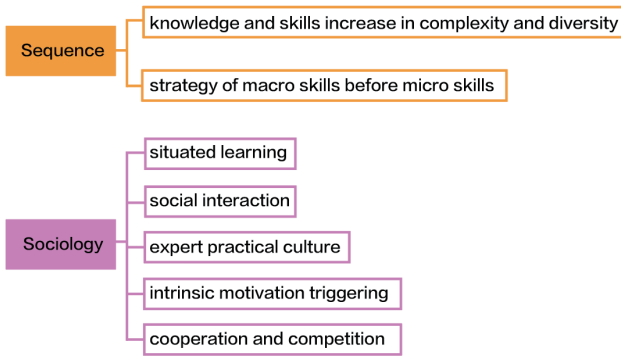 Sequence
knowledge and skills increase in complexity and diversity
strategy of macro skills before micro skills
Sociology
situated learning
social interaction
expert practical culture
intrinsic motivation triggering
cooperation and competition